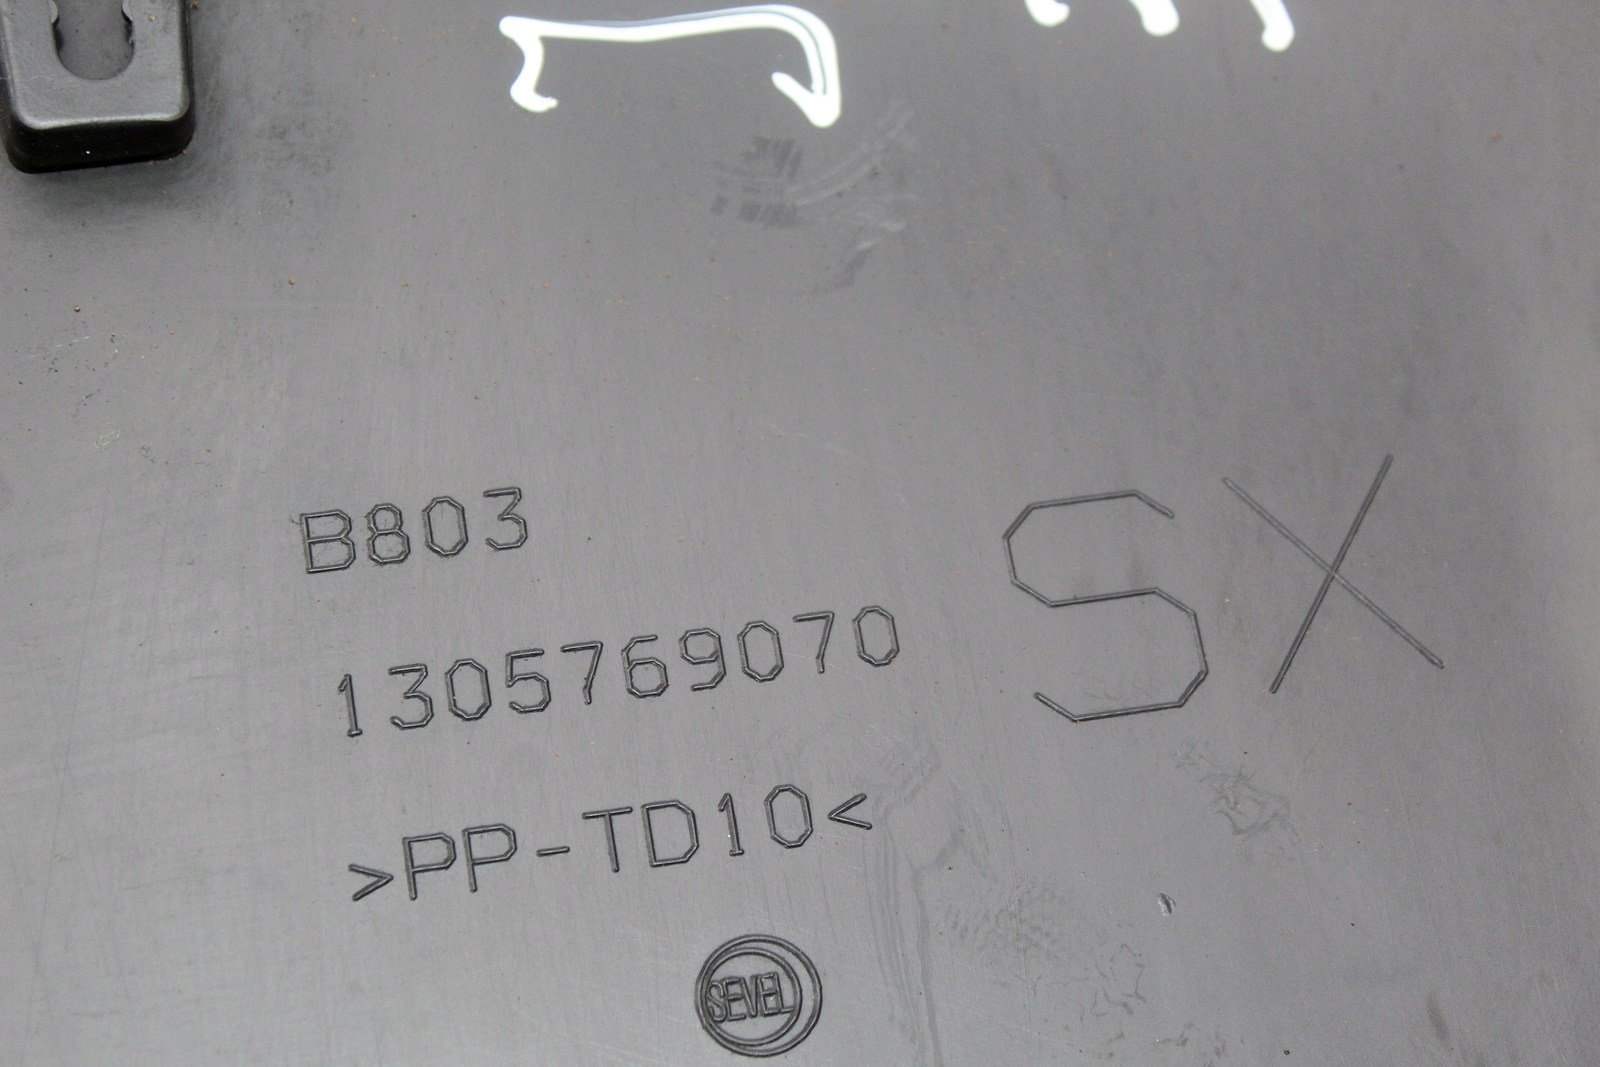 B803
SX
1305769070
>PP-TD10<
SEVEL